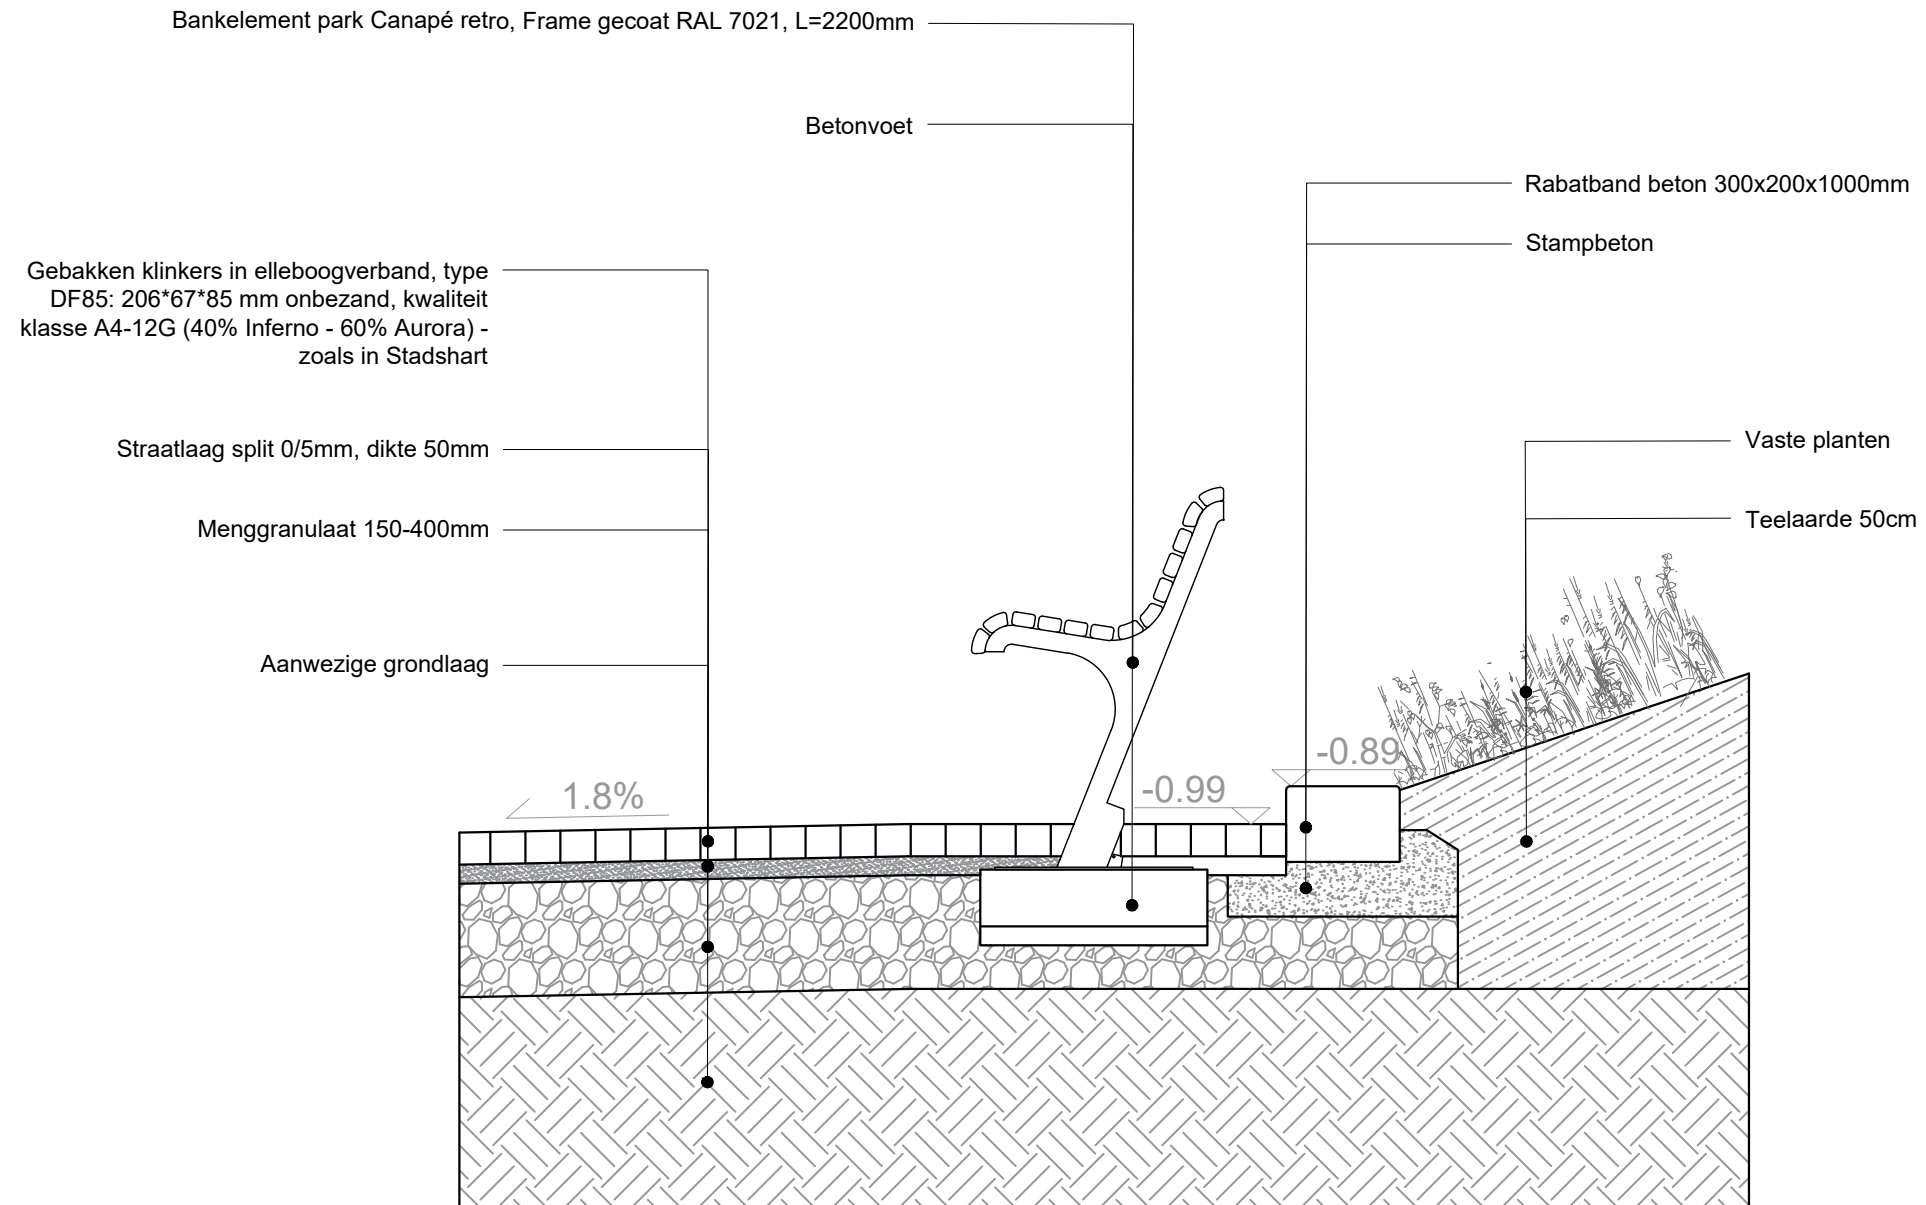 Bankelement park Canapé retro, Frame gecoat RAL 7021, L=2200mm
Betonvoet
Rabatband beton 300x200x1000mm
Stampbeton
Gebakken klinkers in elleboogverband, type
DF85: 206*67*85 mm onbezand, kwaliteit
klasse A4-12G (40% Inferno - 60% Aurora) -
zoals in Stadshart
Straatlaag split 0/5mm, dikte 50mm
Menggranulaat 150-400mm
Aanwezige grondlaag
Vaste planten
Teelaarde 50cm
-0.89
-0.99
1.8%